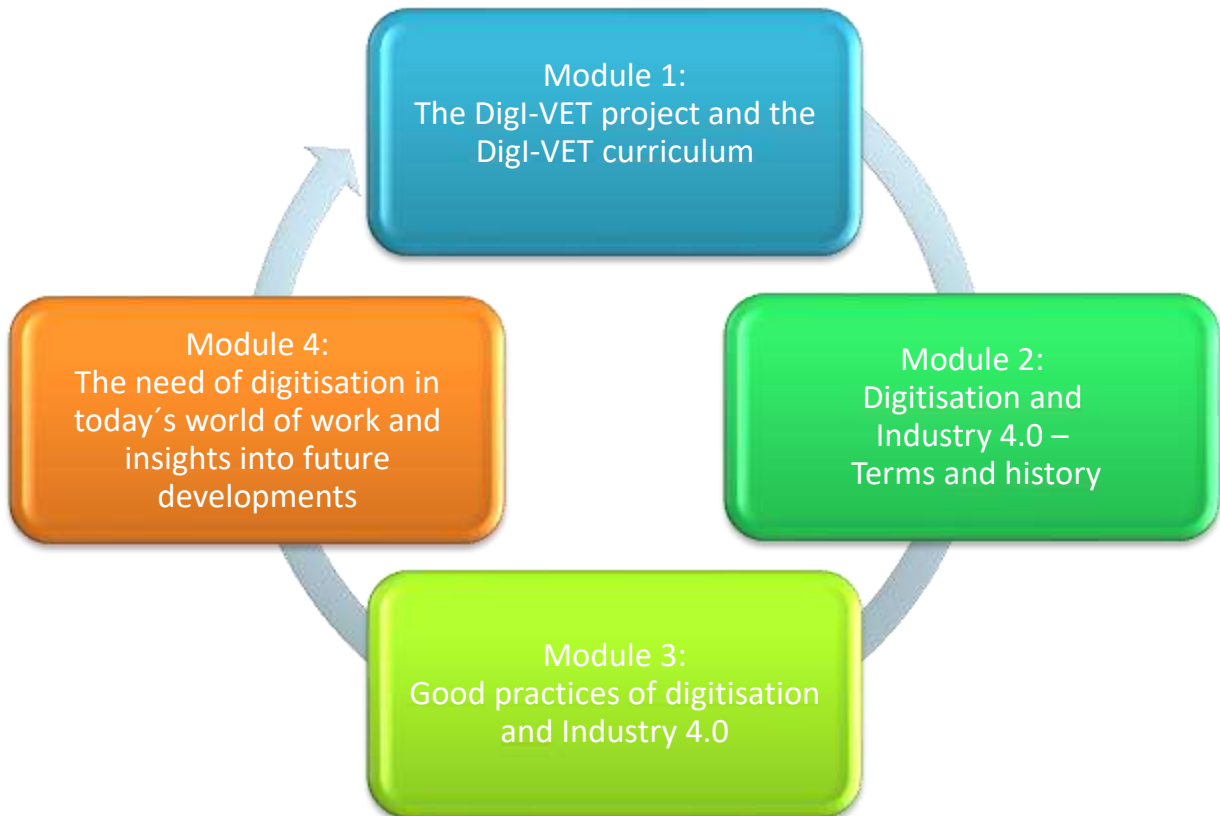 Module 1:
The DigI-VET project and the
DigI-VET curriculum
Module 2:
Digitisation and
Industry 4.0 –
Terms and history
Module 3:
Good practices of digitisation
and Industry 4.0
Module 4:
The need of digitisation in
today´s world of work and
insights into future
developments